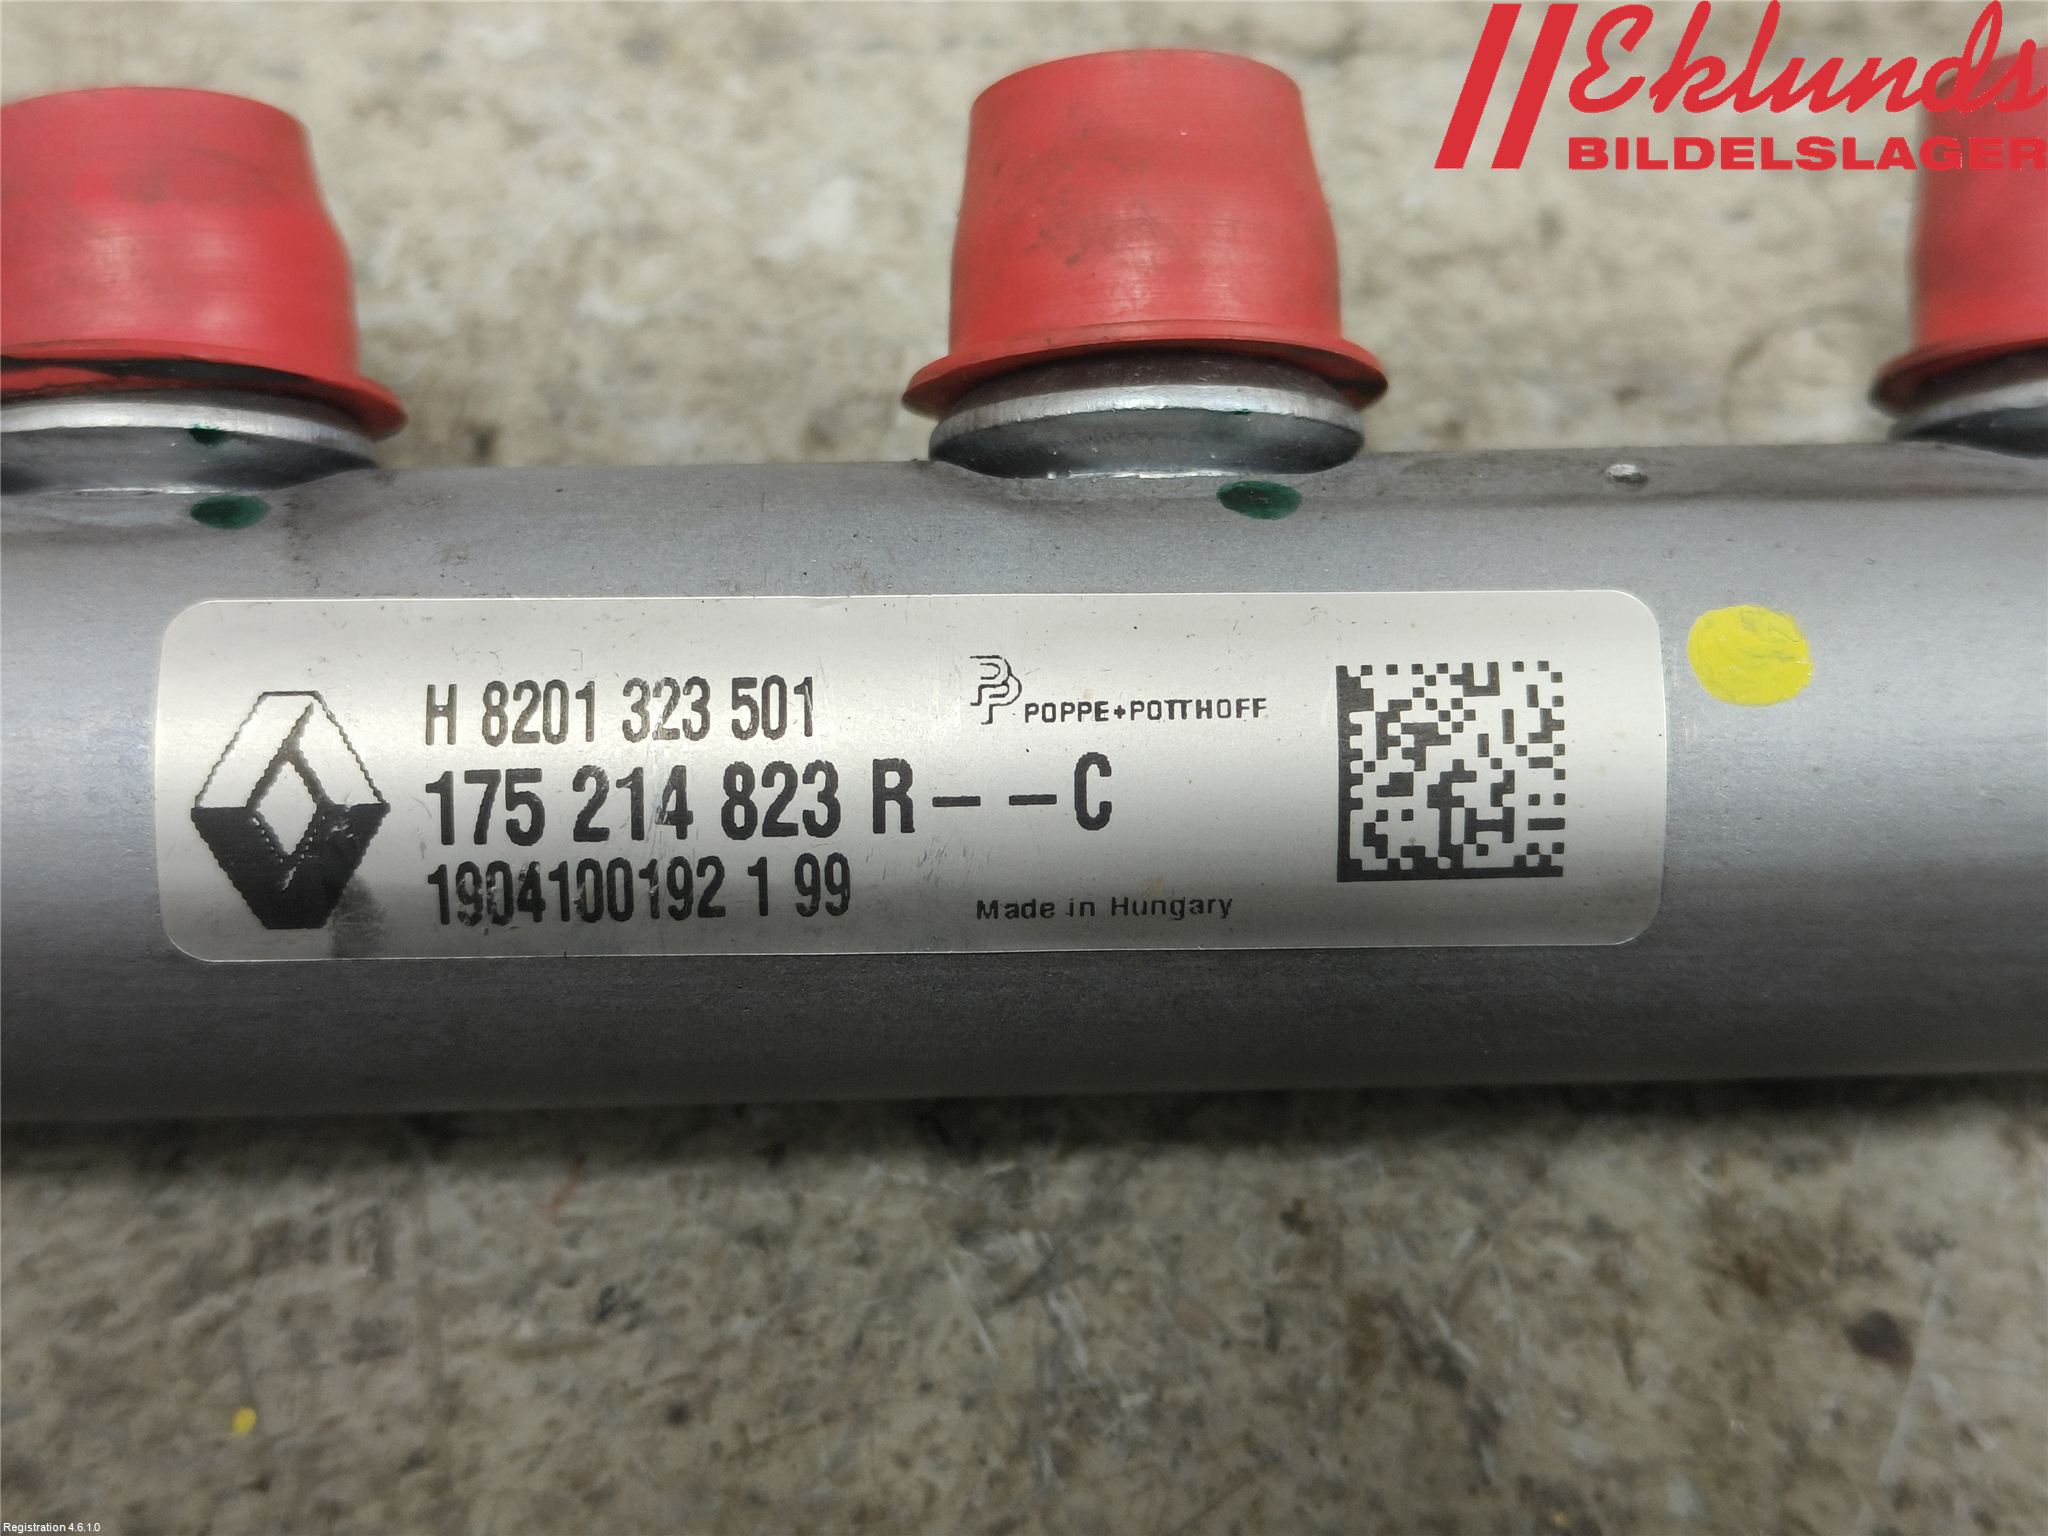 Eklunds
BILDELSLAGER
H 8201 323 501
POPPE+POTTHOFF
175 214 823 R---C
1904100192 1 99
Made in Hungary
Registration 4.6.1.0